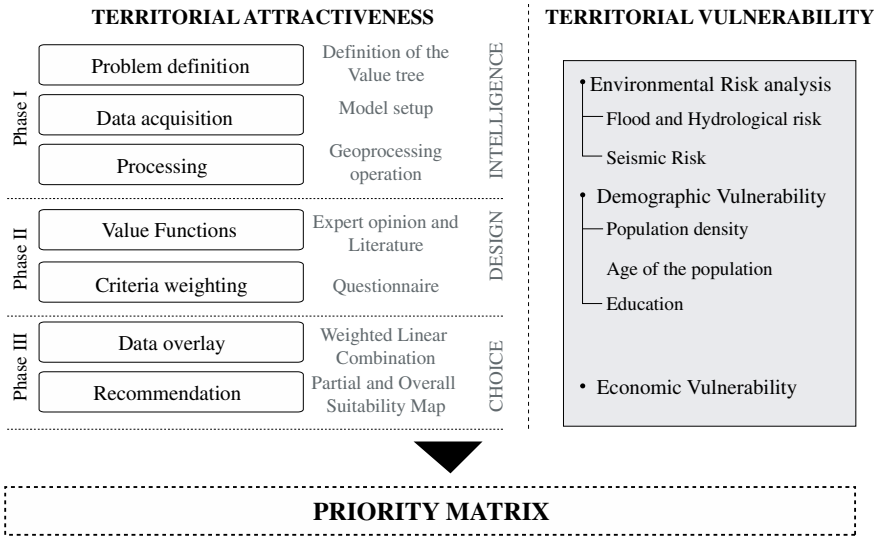 TERRITORIAL ATTRACTIVENESS
Phase I
Problem definition
Definition of the
Value tree
Data acquisition
Model setup
Processing
Geoprocessing
operation
INTELLIGENCE
Phase II
Value Functions
Expert opinion and
Literature
Criteria weighting
Questionnaire
DESIGN
Phase III
Data overlay
Weighted Linear
Combination
Recommendation
Partial and Overall
Suitability Map
CHOICE
TERRITORIAL VULNERABILITY
• Environmental Risk analysis
Flood and Hydrological risk
Seismic Risk
• Demographic Vulnerability
Population density
Age of the population
Education
• Economic Vulnerability
PRIORITY MATRIX